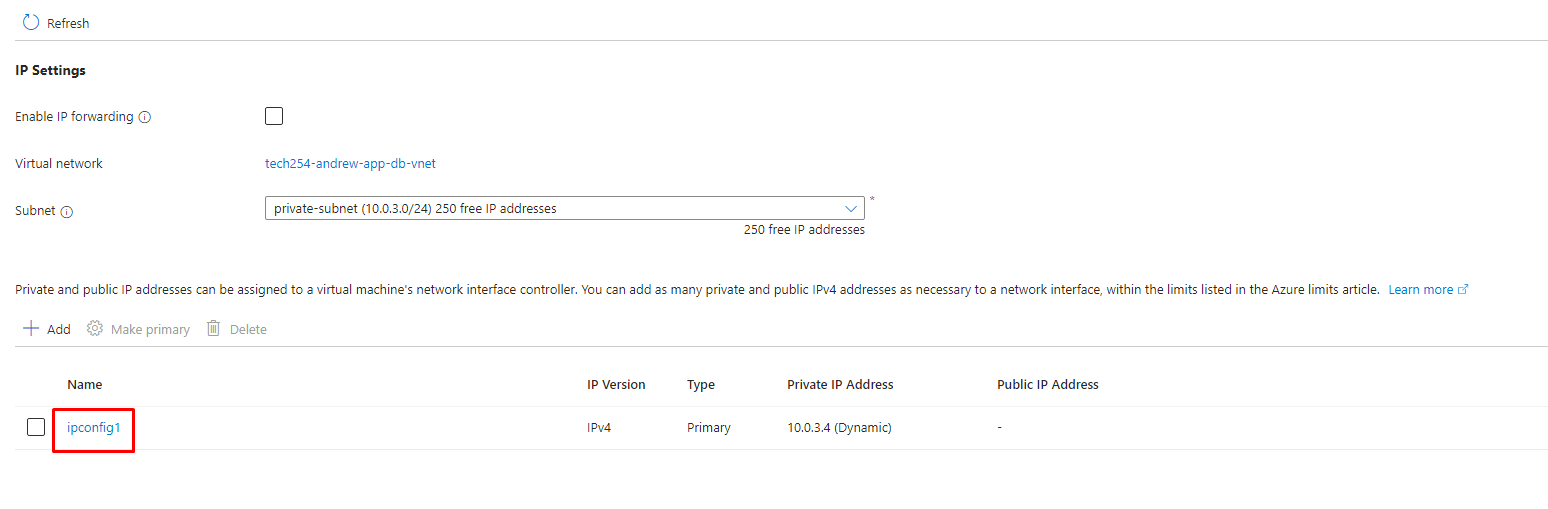 Refresh
IP Settings
Enable IP forwarding
Virtual network tech254-andrew-app-db-vnet
Subnet private-subnet (10.0.3.0/24) 250 free IP addresses *
250 free IP addresses
Private and public IP addresses can be assigned to a virtual machine's network interface controller. You can add as many private and public IPv4 addresses as necessary to a network interface, within the limits listed in the Azure limits article. Learn more
Add Make primary Delete
Name IP Version Type Private IP Address Public IP Address
ipconfig1 IPv4 Primary 10.0.3.4 (Dynamic) -